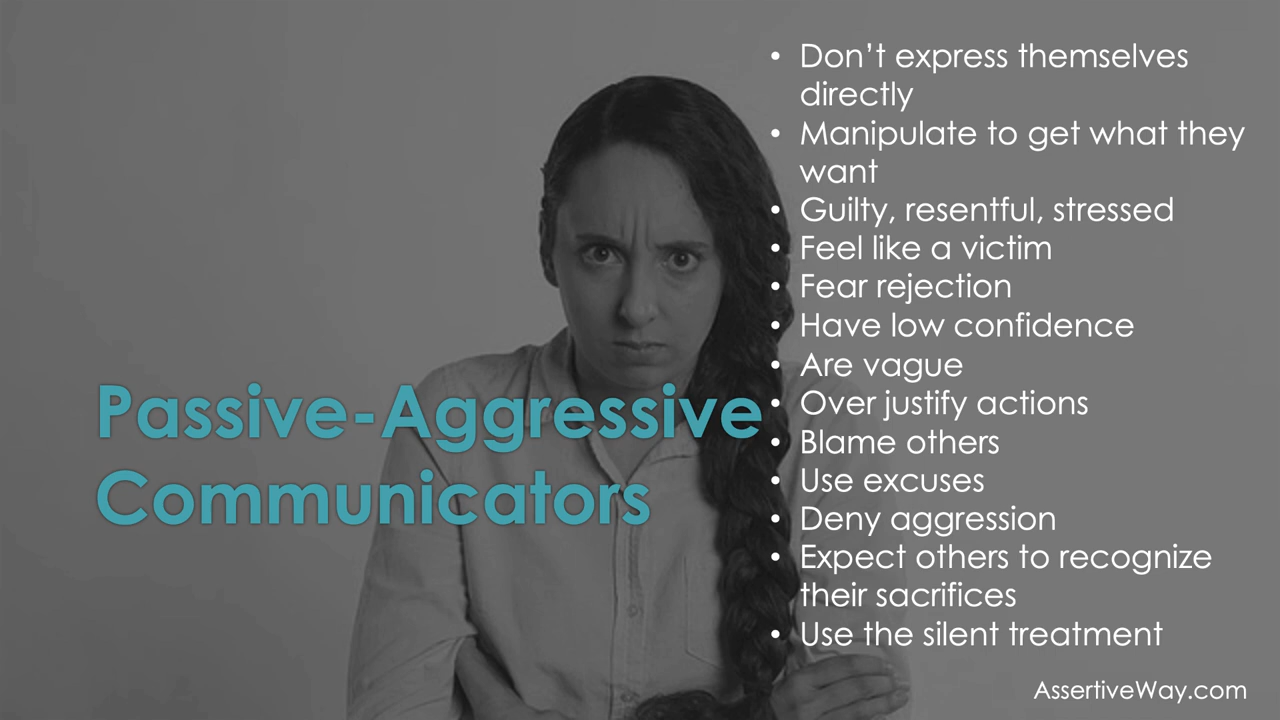 Passive-Aggressive
Communicators
• Don’t express themselves
directly
• Manipulate to get what they
want
• Guilty, resentful, stressed
• Feel like a victim
• Fear rejection
• Have low confidence
• Are vague
• Over justify actions
• Blame others
• Use excuses
• Deny aggression
• Expect others to recognize
their sacrifices
• Use the silent treatment
AssertiveWay.com